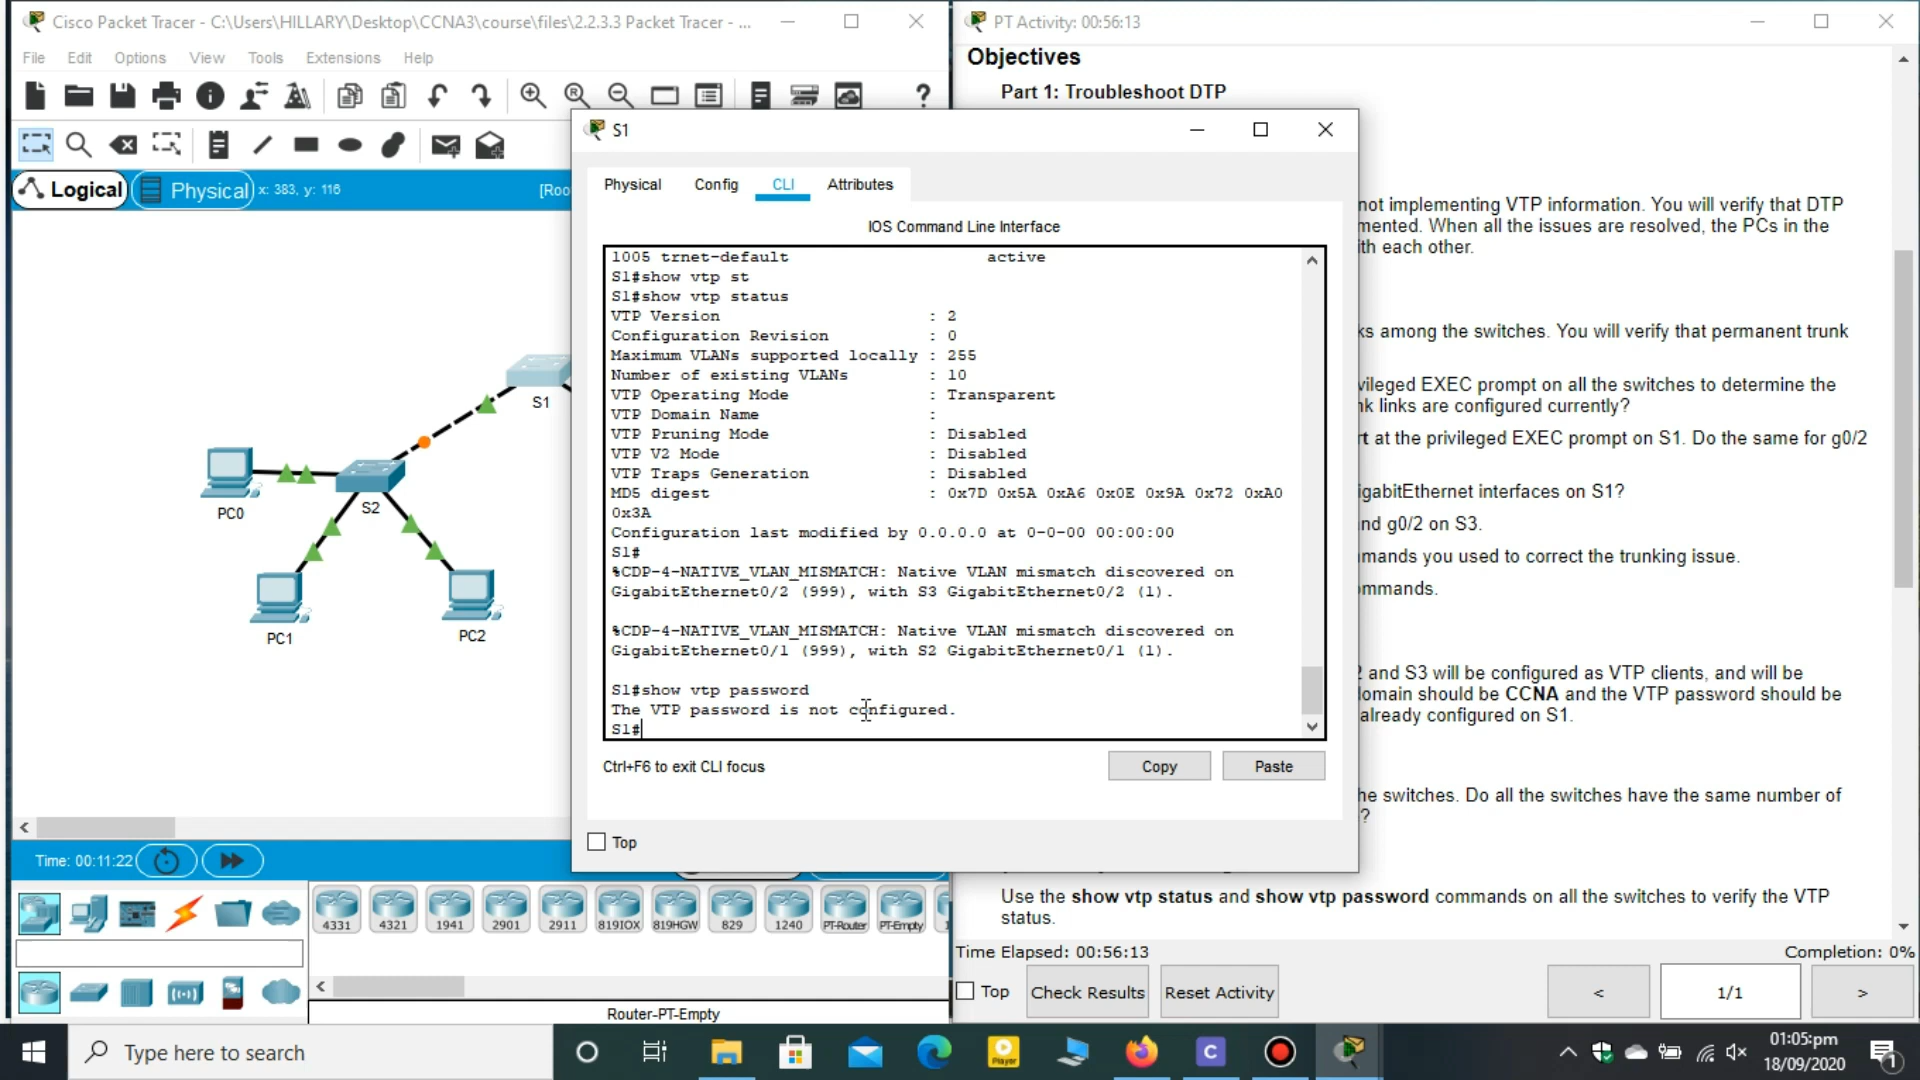 Cisco Packet Tracer - C:\Users\HILLARY\Desktop\CCNA3\course\files\2.2.3.3 Packet Tracer - ...
File Edit Options View Tools Extensions Help
Logical
Physical
x: 383, y: 116
[Roo
S1
S2
PC0
PC1
PC2
Time: 00:11:22
4331
4321
1941
2901
2911
819IOX
819HGW
829
1240
PT-Router
PT-Empty
Router-PT-Empty
S1
Physical Config CLI Attributes
IOS Command Line Interface
1005 trnet-default active
S1#show vtp st
S1#show vtp status
VTP Version : 2
Configuration Revision : 0
Maximum VLANs supported locally : 255
Number of existing VLANs : 10
VTP Operating Mode : Transparent
VTP Domain Name :
VTP Pruning Mode : Disabled
VTP V2 Mode : Disabled
VTP Traps Generation : Disabled
MD5 digest : 0x7D 0x5A 0xA6 0x0E 0x9A 0x72 0xA0
0x3A
Configuration last modified by 0.0.0.0 at 0-0-00 00:00:00
S1#
%CDP-4-NATIVE_VLAN_MISMATCH: Native VLAN mismatch discovered on
GigabitEthernet0/2 (999), with S3 GigabitEthernet0/2 (1).
%CDP-4-NATIVE_VLAN_MISMATCH: Native VLAN mismatch discovered on
GigabitEthernet0/1 (999), with S2 GigabitEthernet0/1 (1).
S1#show vtp password
The VTP password is not configured.
S1#
Ctrl+F6 to exit CLI focus
Copy
Paste
Top
PT Activity: 00:56:13
Objectives
Part 1: Troubleshoot DTP
not implementing VTP information. You will verify that DTP
mented. When all the issues are resolved, the PCs in the
ith each other.
ks among the switches. You will verify that permanent trunk
vileged EXEC prompt on all the switches to determine the
nk links are configured currently?
rt at the privileged EXEC prompt on S1. Do the same for g0/2
igabitEthernet interfaces on S1?
nd g0/2 on S3.
mmands you used to correct the trunking issue.
ommands.
2 and S3 will be configured as VTP clients, and will be
omain should be CCNA and the VTP password should be
already configured on S1.
he switches. Do all the switches have the same number of
?
Use the show vtp status and show vtp password commands on all the switches to verify the VTP
status.
Time Elapsed: 00:56:13
Completion: 0%
Top
Check Results
Reset Activity
<
1/1
>
Type here to search
Player
C
01:05:pm
18/09/2020
1